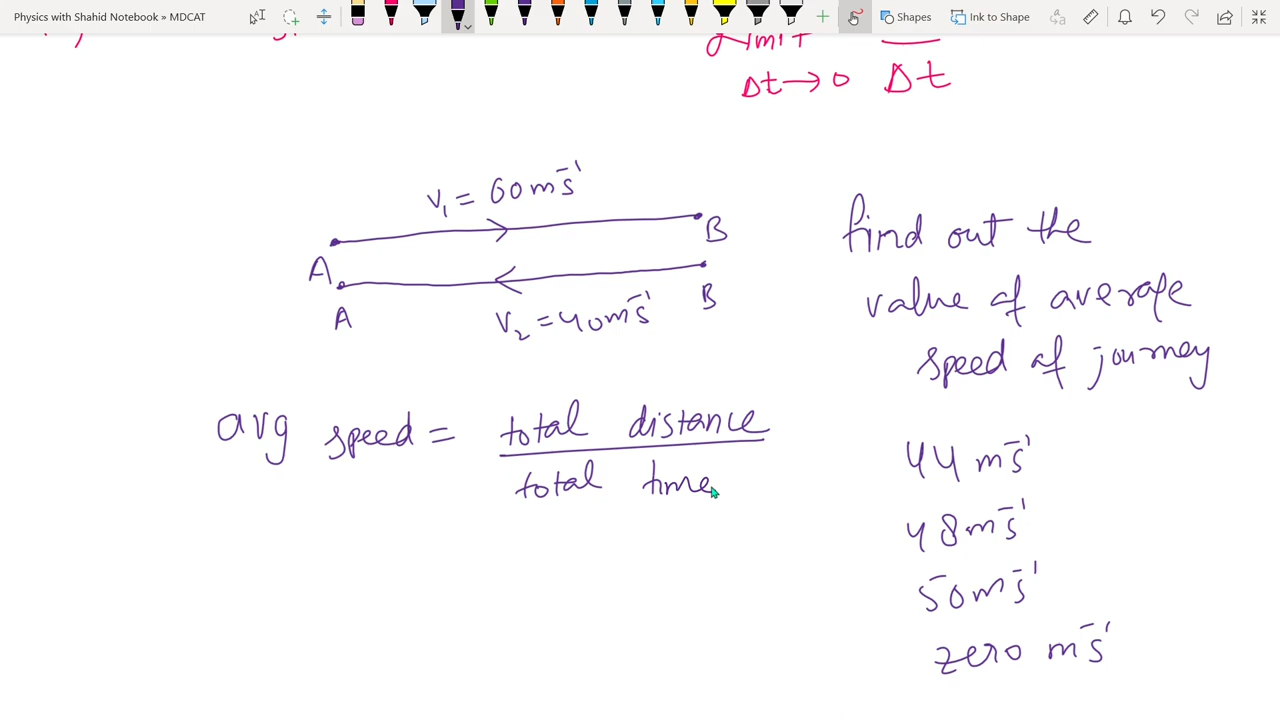 Physics with Shahid Notebook » MDCAT
Shapes
Ink to Shape
Δt→0 Δt
V₁ = 60ms⁻¹
A B
A B
V₂ = 40ms⁻¹
find out the
value of average
speed of journey
avg speed = total distance
total time
44 ms⁻¹
48ms⁻¹
50ms⁻¹
zero ms⁻¹